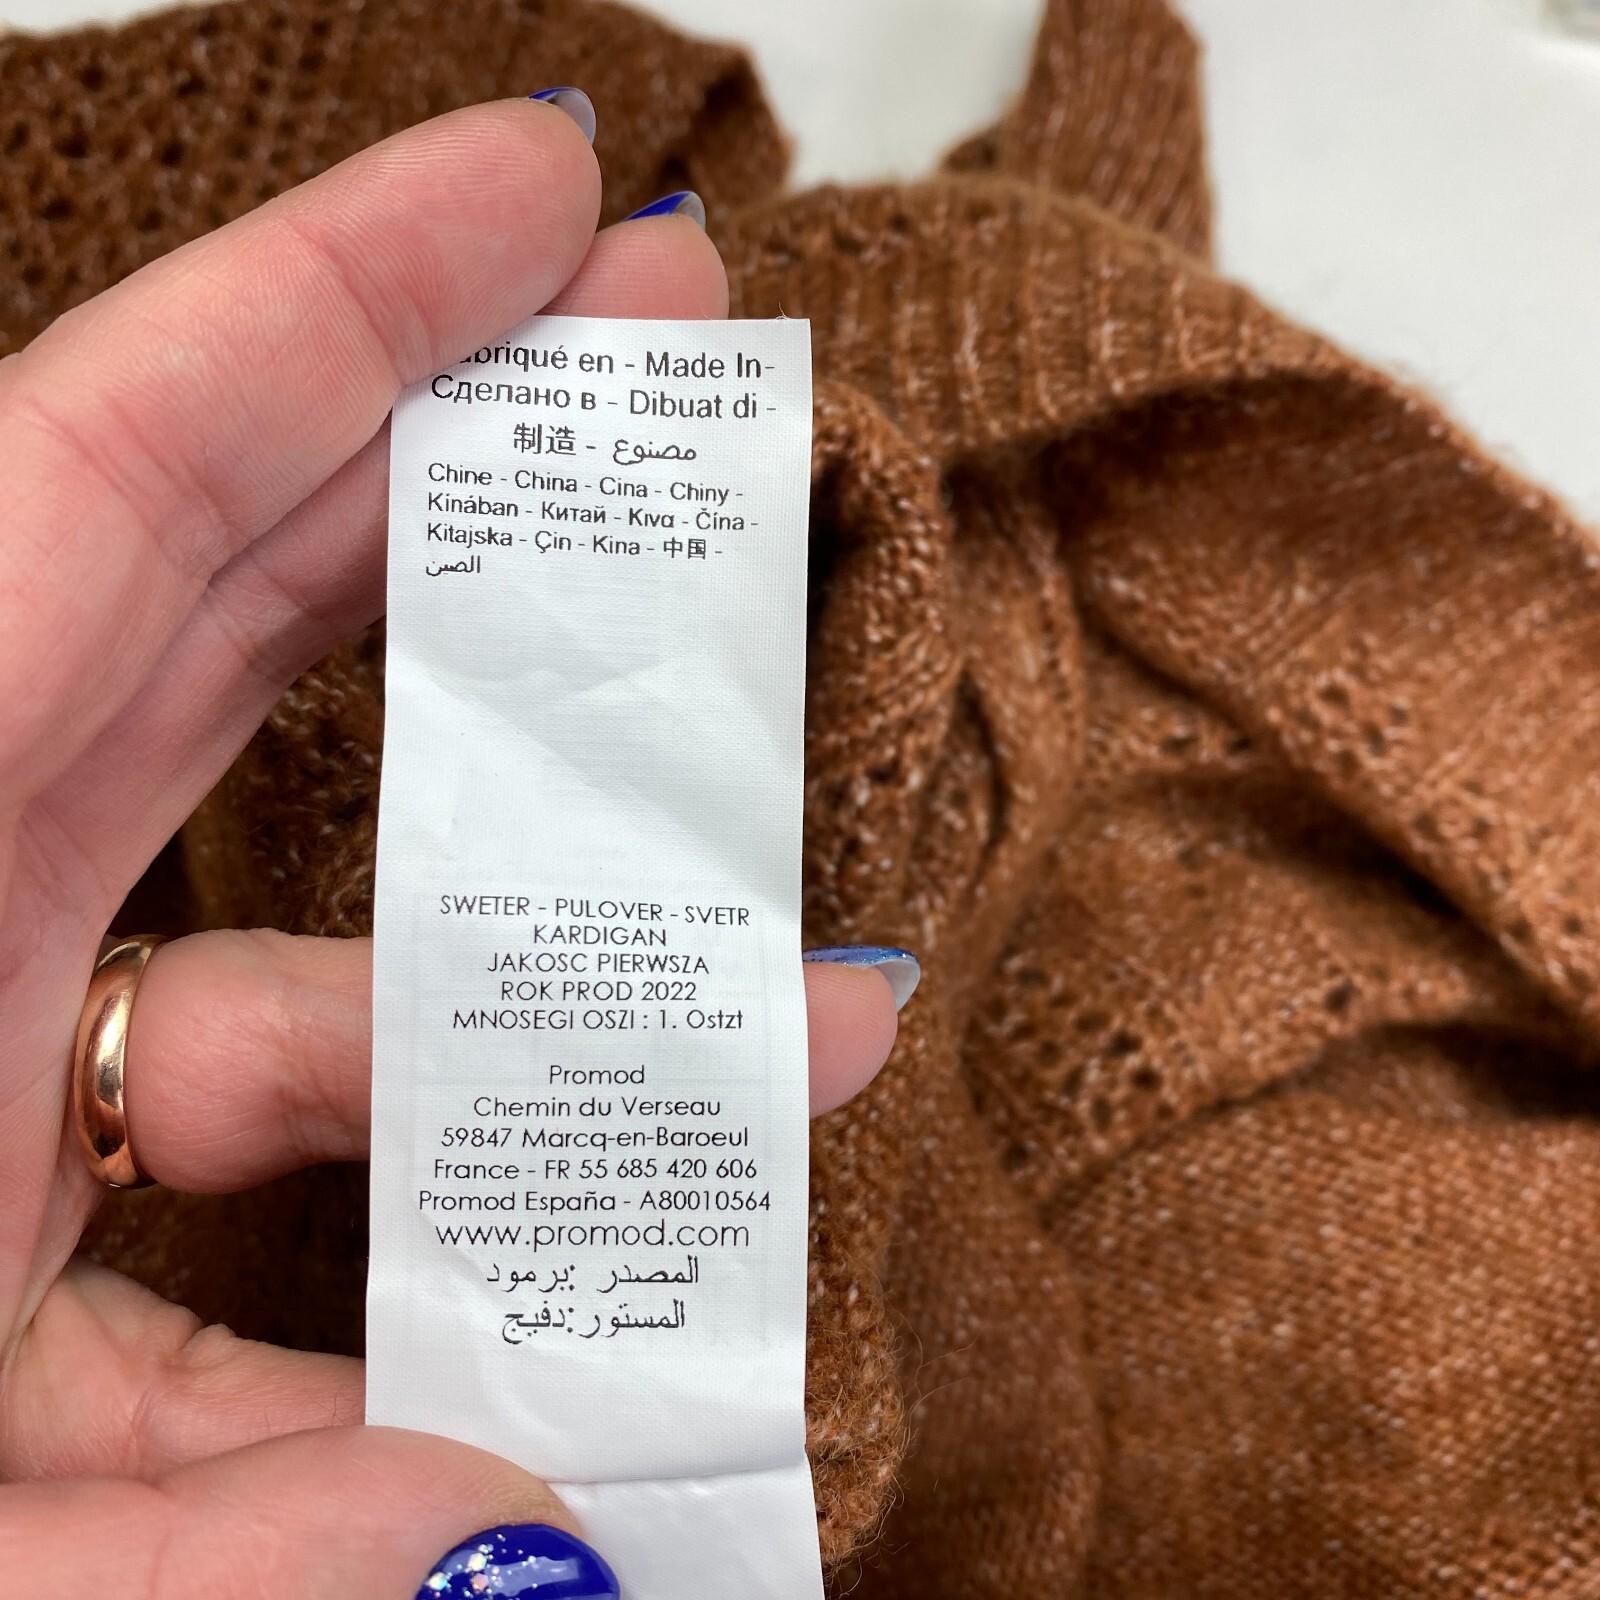 briqué en - Made In-
Сделано в - Dibuat di -
制造 - مصنوع
Chine - China - Cina - Chiny -
Kínában - Китай - Kıνα - Čína -
Kitajska - Çin - Kina - 中国 -
الصين
SWETER - PULOVER - SVETR
KARDIGAN
JAKOSC PIERWSZA
ROK PROD 2022
MNOSEGI OSZI : 1. Ostzt
Promod
Chemin du Verseau
59847 Marcq-en-Baroeul
France - FR 55 685 420 606
Promod España - A80010564
www.promod.com
المصدر :برمود
المستور:دفيج